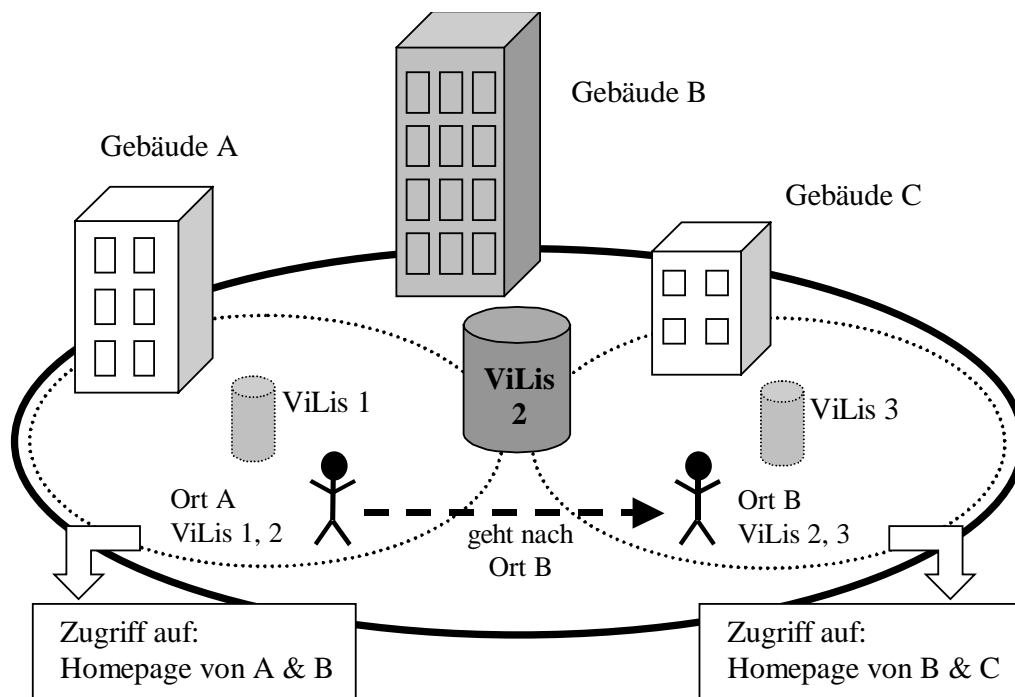 Gebäude B
Gebäude A
Gebäude C
ViLis
2
ViLis 1
ViLis 3
Ort A
ViLis 1, 2
geht nach
Ort B
Ort B
ViLis 2, 3
Zugriff auf:
Homepage von A & B
Zugriff auf:
Homepage von B & C